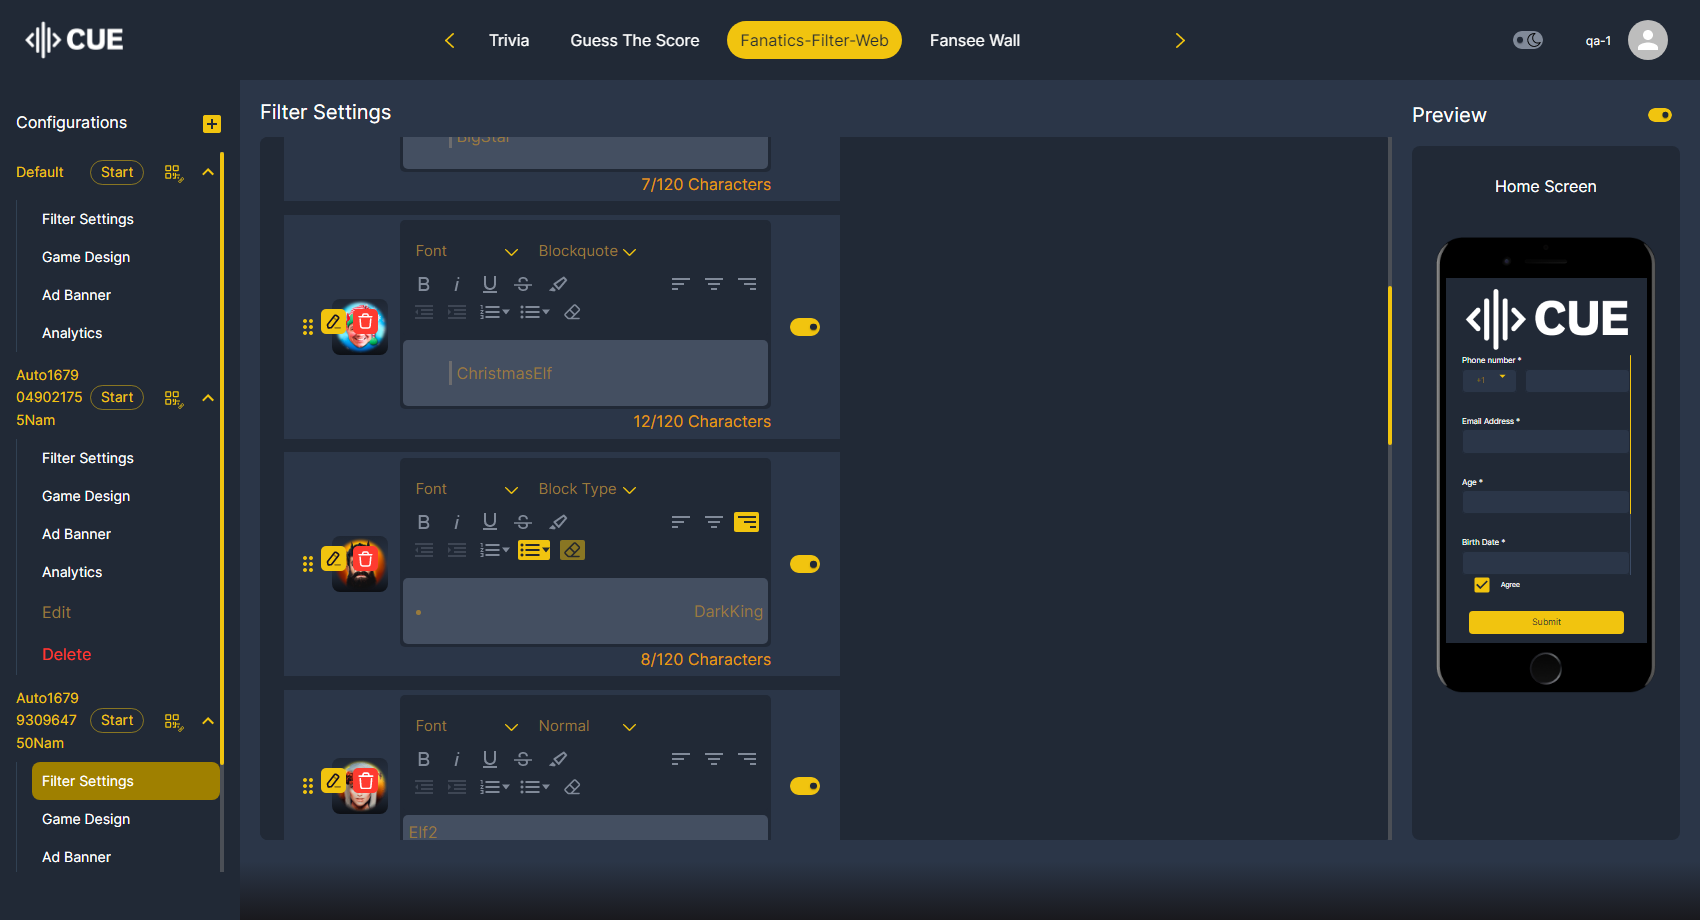 CUE
Trivia
Guess The Score
Fanatics-Filter-Web
Fansee Wall
qa-1
Configurations
Default
Start
Filter Settings
Game Design
Ad Banner
Analytics
Auto1679
04902175
5Nam
Start
Filter Settings
Game Design
Ad Banner
Analytics
Edit
Delete
Auto1679
9309647
50Nam
Start
Filter Settings
Game Design
Ad Banner
Filter Settings
BigStar
7/120 Characters
Font
Blockquote
B i U S
ChristmasElf
12/120 Characters
Font
Block Type
B i U S
DarkKing
8/120 Characters
Font
Normal
B i U S
Elf2
Preview
Home Screen
CUE
Phone number *
+1
Email Address *
Age *
Birth Date *
Agree
Submit